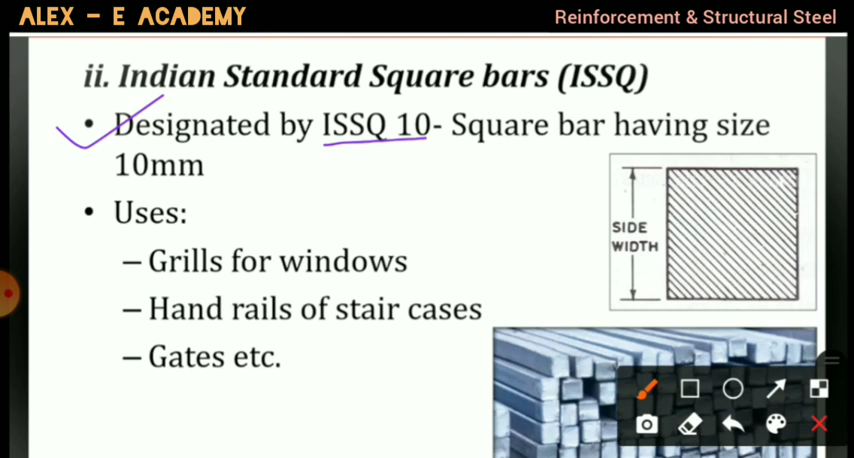 ALEX – E ACADEMY
Reinforcement & Structural Steel
ii. Indian Standard Square bars (ISSQ)
• Designated by ISSQ 10- Square bar having size
10mm
• Uses:
– Grills for windows
– Hand rails of stair cases
– Gates etc.
SIDE
WIDTH